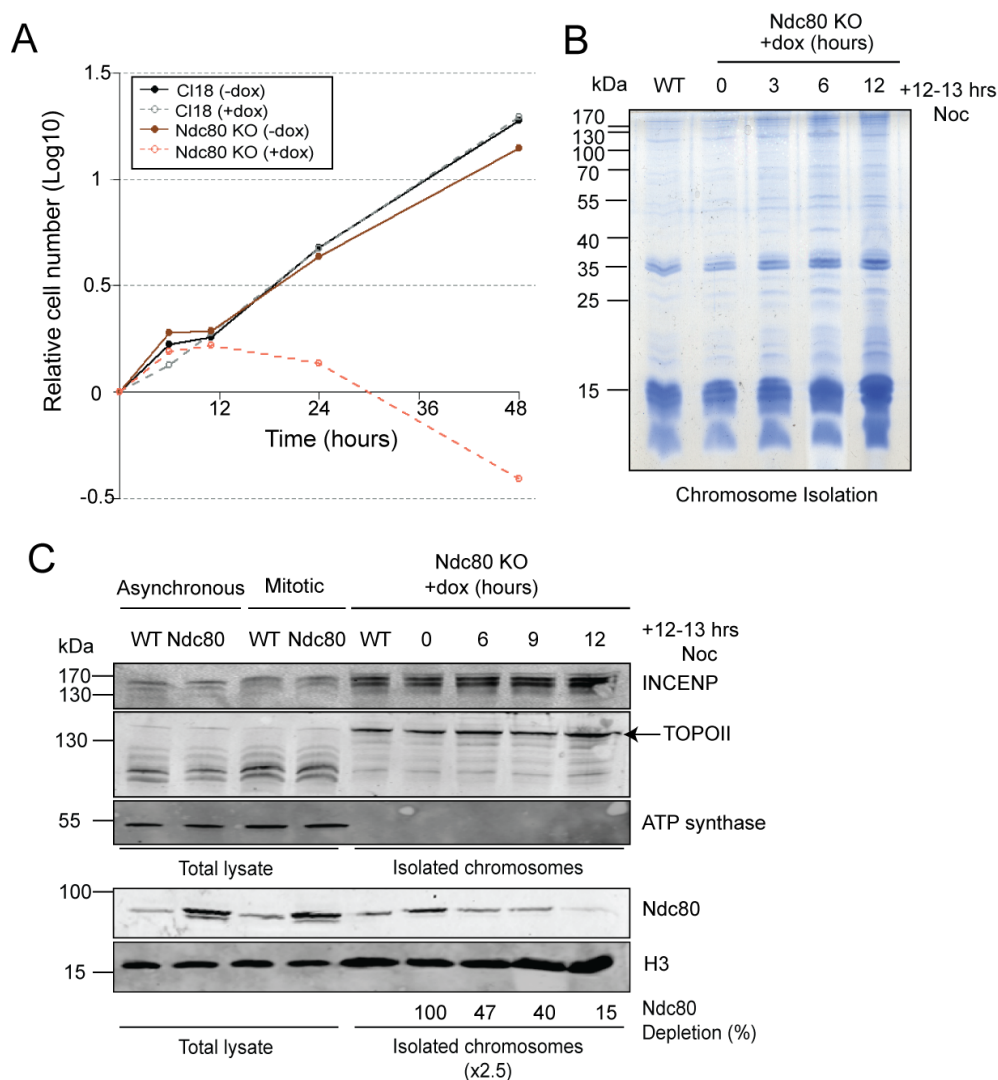 A
Relative cell number (Log10)
1.5
1
0.5
0
-0.5
Cl18 (-dox)
Cl18 (+dox)
Ndc80 KO (-dox)
Ndc80 KO (+dox)
12
24
36
48
Time (hours)
B
Ndc80 KO
+dox (hours)
kDa WT 0 3 6 12 +12-13 hrs
Noc
170
130
100
70
55
40
35
25
15
Chromosome Isolation
C
Ndc80 KO
+dox (hours)
Asynchronous Mitotic
kDa WT Ndc80 WT Ndc80 WT 0 6 9 12 +12-13 hrs
Noc
170
130
INCENP
130
TOPOII
55
ATP synthase
Total lysate Isolated chromosomes
100
Ndc80
15
H3
100 47 40 15 Ndc80
Depletion (%)
Total lysate Isolated chromosomes
(x2.5)